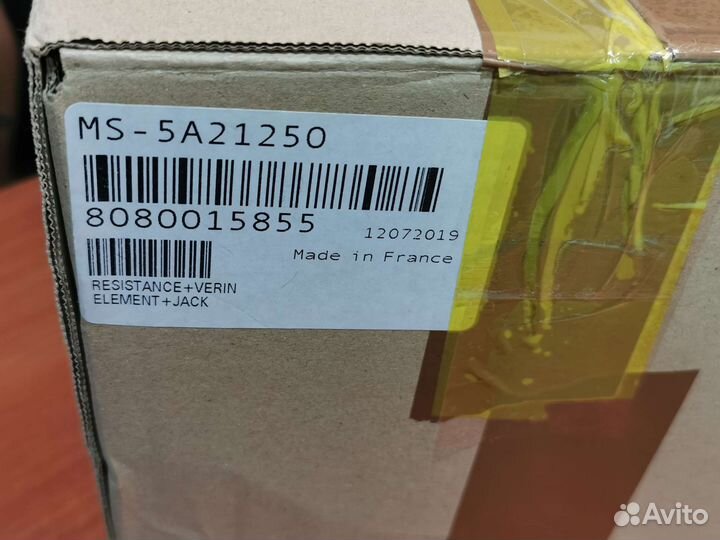 MS-5A21250
8080015855
12072019
Made in France
RESISTANCE+VERIN
ELEMENT+JACK
Avito